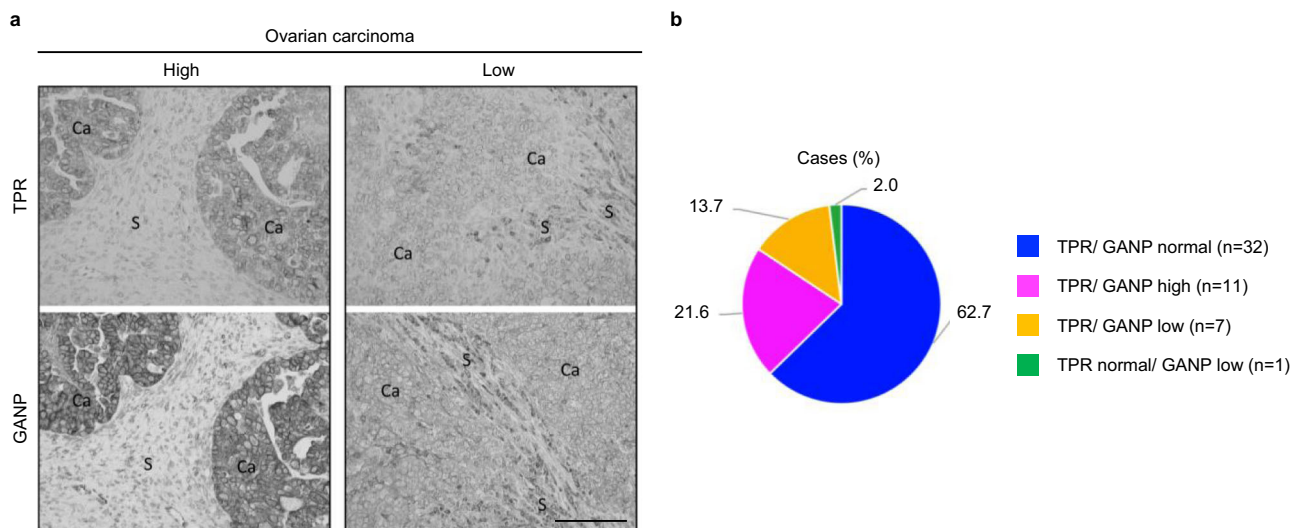 a
Ovarian carcinoma
High
Low
TPR
Ca
S
Ca
Ca
S
S
Ca
GANP
Ca
S
Ca
Ca
S
Ca
S
b
Cases (%)
2.0
13.7
21.6
62.7
TPR/ GANP normal (n=32)
TPR/ GANP high (n=11)
TPR/ GANP low (n=7)
TPR normal/ GANP low (n=1)